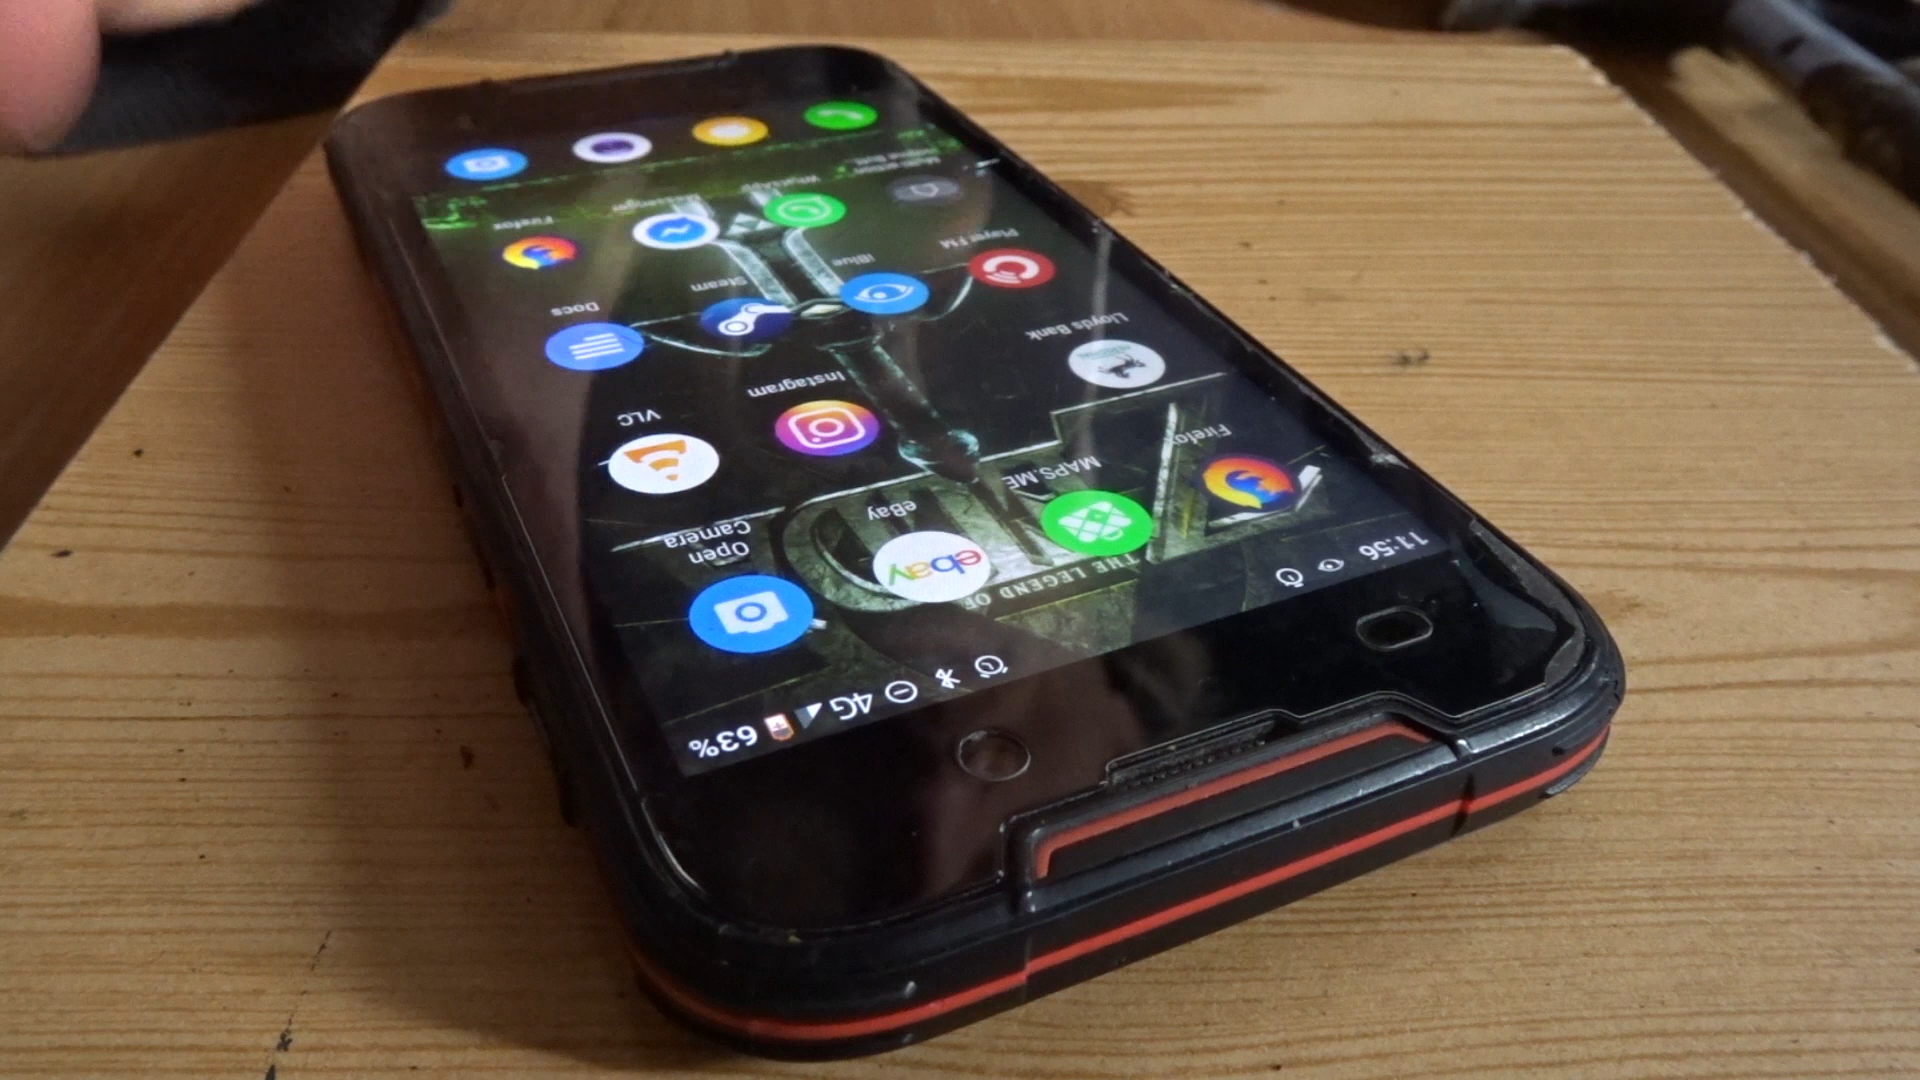 11:56
63%
4G
THE LEGEND OF
Firefox
MAPS.ME
eBay
ebay
Open
Camera
Lloyds Bank
Instagram
VLC
Player FM
iBlue
Steam
Docs
WhatsApp
Messenger
Firefox